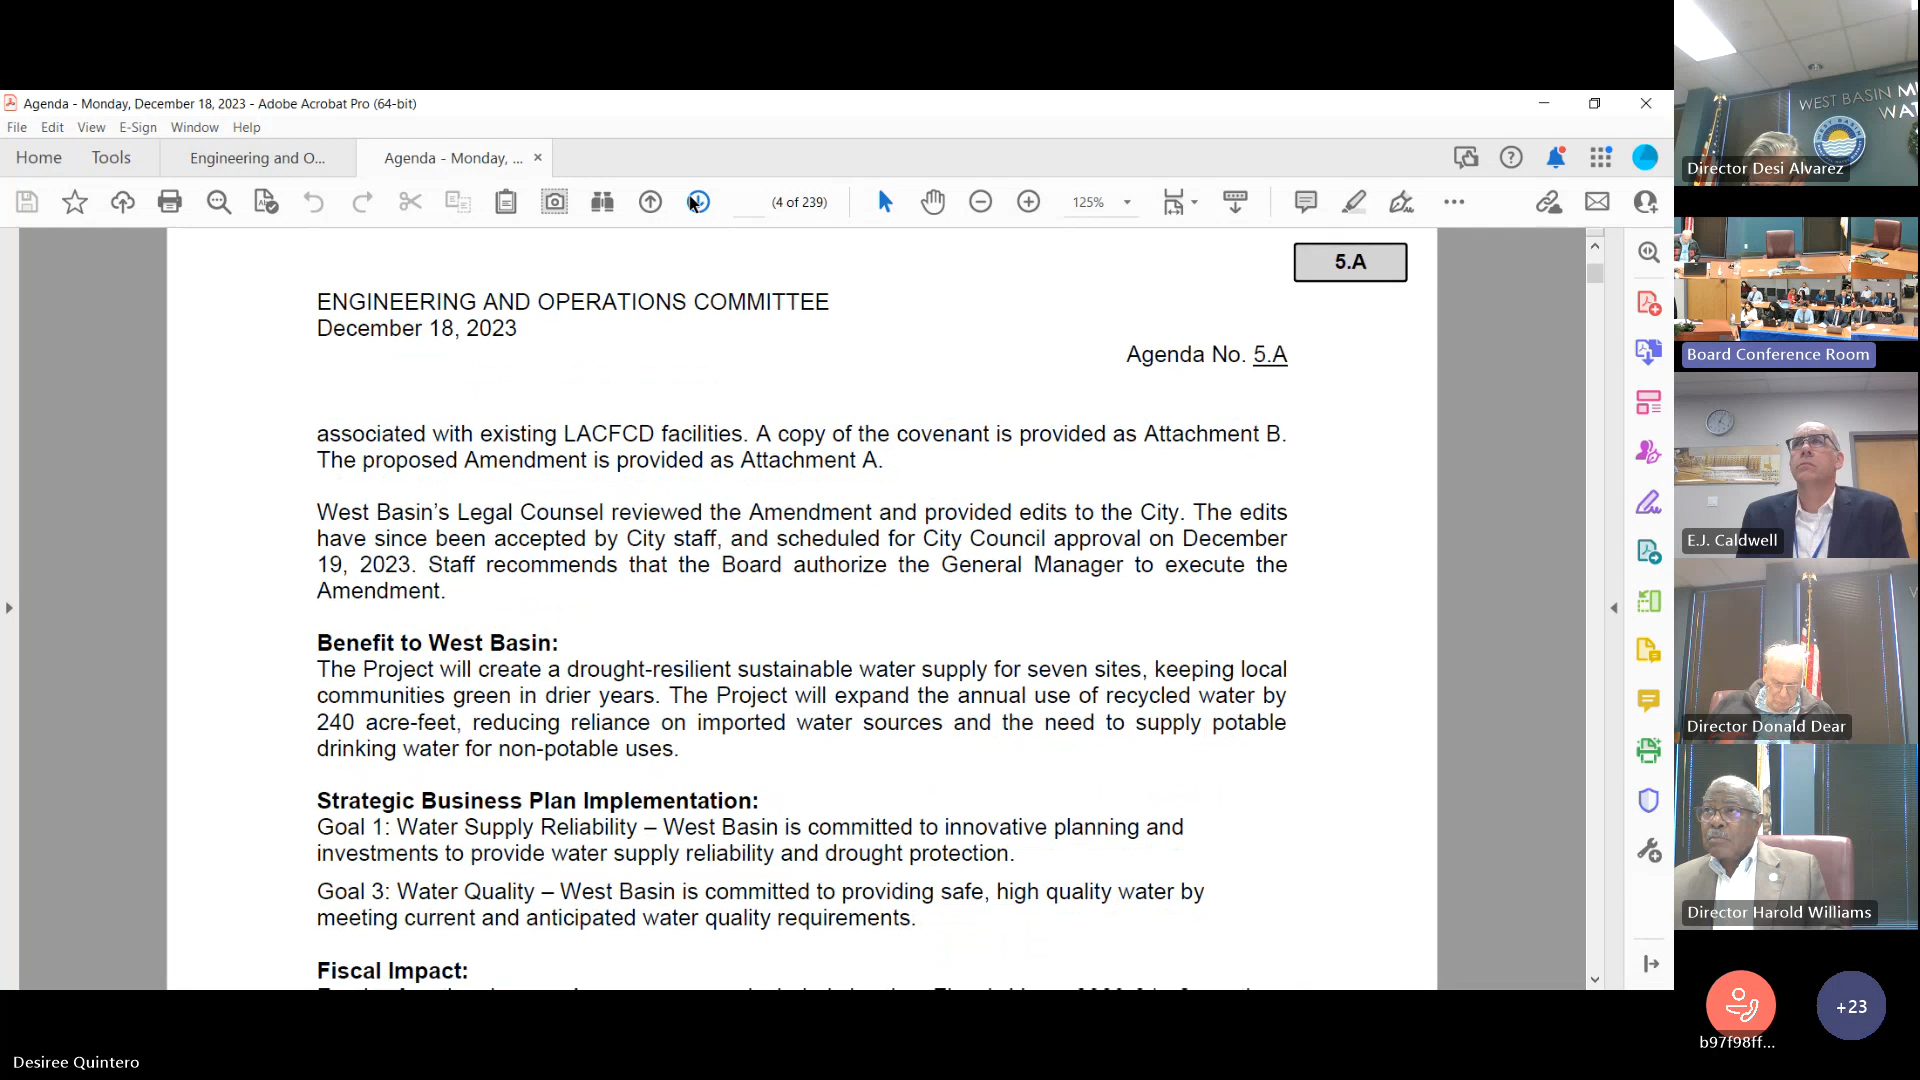 Agenda - Monday, December 18, 2023 - Adobe Acrobat Pro (64-bit)
File Edit View E-Sign Window Help
Home Tools Engineering and O... Agenda - Monday, ...
(4 of 239) 125%
5.A
ENGINEERING AND OPERATIONS COMMITTEE
December 18, 2023
Agenda No. 5.A
associated with existing LACFCD facilities. A copy of the covenant is provided as Attachment B.
The proposed Amendment is provided as Attachment A.
West Basin's Legal Counsel reviewed the Amendment and provided edits to the City. The edits
have since been accepted by City staff, and scheduled for City Council approval on December
19, 2023. Staff recommends that the Board authorize the General Manager to execute the
Amendment.
Benefit to West Basin:
The Project will create a drought-resilient sustainable water supply for seven sites, keeping local
communities green in drier years. The Project will expand the annual use of recycled water by
240 acre-feet, reducing reliance on imported water sources and the need to supply potable
drinking water for non-potable uses.
Strategic Business Plan Implementation:
Goal 1: Water Supply Reliability – West Basin is committed to innovative planning and
investments to provide water supply reliability and drought protection.
Goal 3: Water Quality – West Basin is committed to providing safe, high quality water by
meeting current and anticipated water quality requirements.
Fiscal Impact:
WEST BASIN
Director Desi Alvarez
Board Conference Room
E.J. Caldwell
Director Donald Dear
Director Harold Williams
b97f98ff...
+23
Desiree Quintero